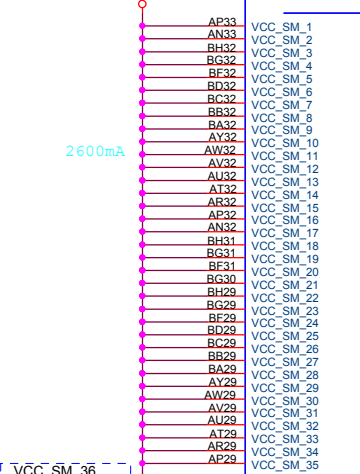 AP33 VCC_SM_1
AN33 VCC_SM_2
BH32 VCC_SM_3
BG32 VCC_SM_4
BF32 VCC_SM_5
BD32 VCC_SM_6
BC32 VCC_SM_7
BB32 VCC_SM_8
BA32 VCC_SM_9
AY32 VCC_SM_10
2600mA AW32 VCC_SM_11
AV32 VCC_SM_12
AU32 VCC_SM_13
AT32 VCC_SM_14
AR32 VCC_SM_15
AP32 VCC_SM_16
AN32 VCC_SM_17
BH31 VCC_SM_18
BG31 VCC_SM_19
BF31 VCC_SM_20
BG30 VCC_SM_21
BH29 VCC_SM_22
BG29 VCC_SM_23
BF29 VCC_SM_24
BD29 VCC_SM_25
BC29 VCC_SM_26
BB29 VCC_SM_27
BA29 VCC_SM_28
AY29 VCC_SM_29
AW29 VCC_SM_30
AV29 VCC_SM_31
AU29 VCC_SM_32
AT29 VCC_SM_33
AR29 VCC_SM_34
AP29 VCC_SM_35
VCC_SM_36